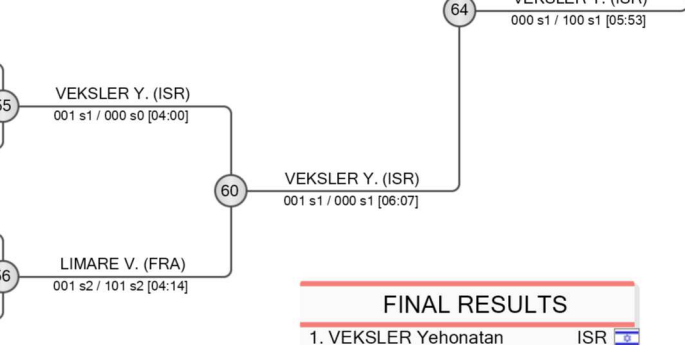 64
VEKSLER Y. (ISR)
000 s1 / 100 s1 [05:53]
55
VEKSLER Y. (ISR)
001 s1 / 000 s0 [04:00]
60
VEKSLER Y. (ISR)
001 s1 / 000 s1 [06:07]
56
LIMARE V. (FRA)
001 s2 / 101 s2 [04:14]
FINAL RESULTS
1. VEKSLER Yehonatan ISR